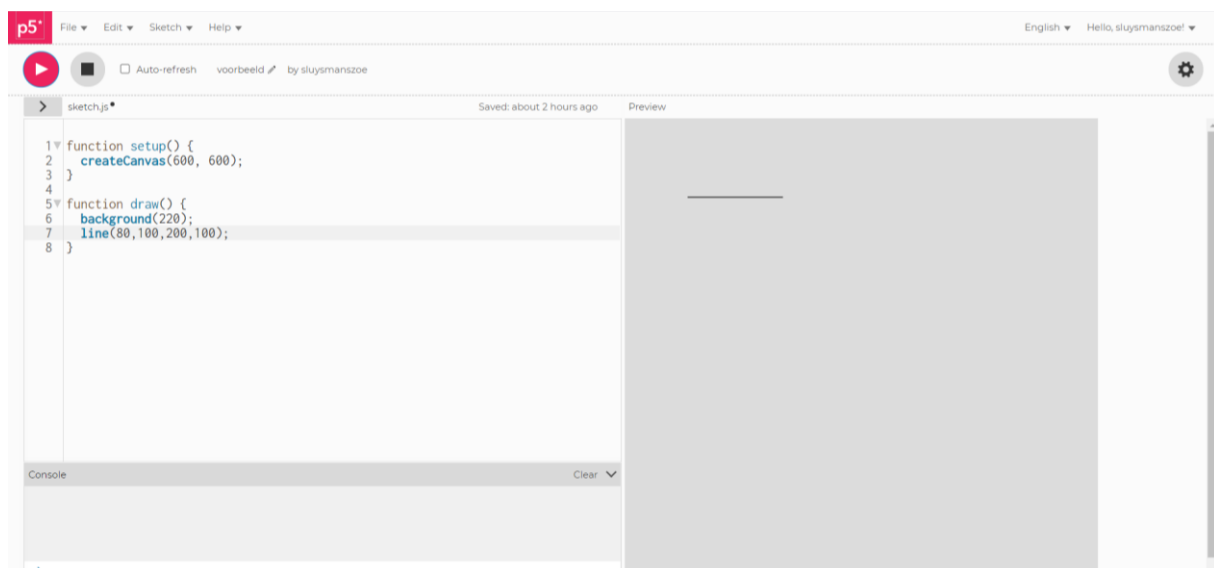 p5* File Edit Sketch Help English Hello, sluysmanszoe!
Auto-refresh voorbeeld by sluysmanszoe
sketch.js Saved: about 2 hours ago Preview
1 function setup() {
2 createCanvas(600, 600);
3 }
4
5 function draw() {
6 background(220);
7 line(80,100,200,100);
8 }
Console Clear